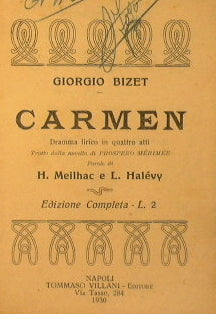 GIORGIO BIZET
CARMEN
Dramma lirico in quattro atti
Tratto dalla novella di PROSPERO MÉRIMÉE
Parole di
H. Meilhac e L. Halévy
Edizione Completa - L. 2
NAPOLI
TOMMASO VILLANI - EDITORE
Via Tasso, 284
1930